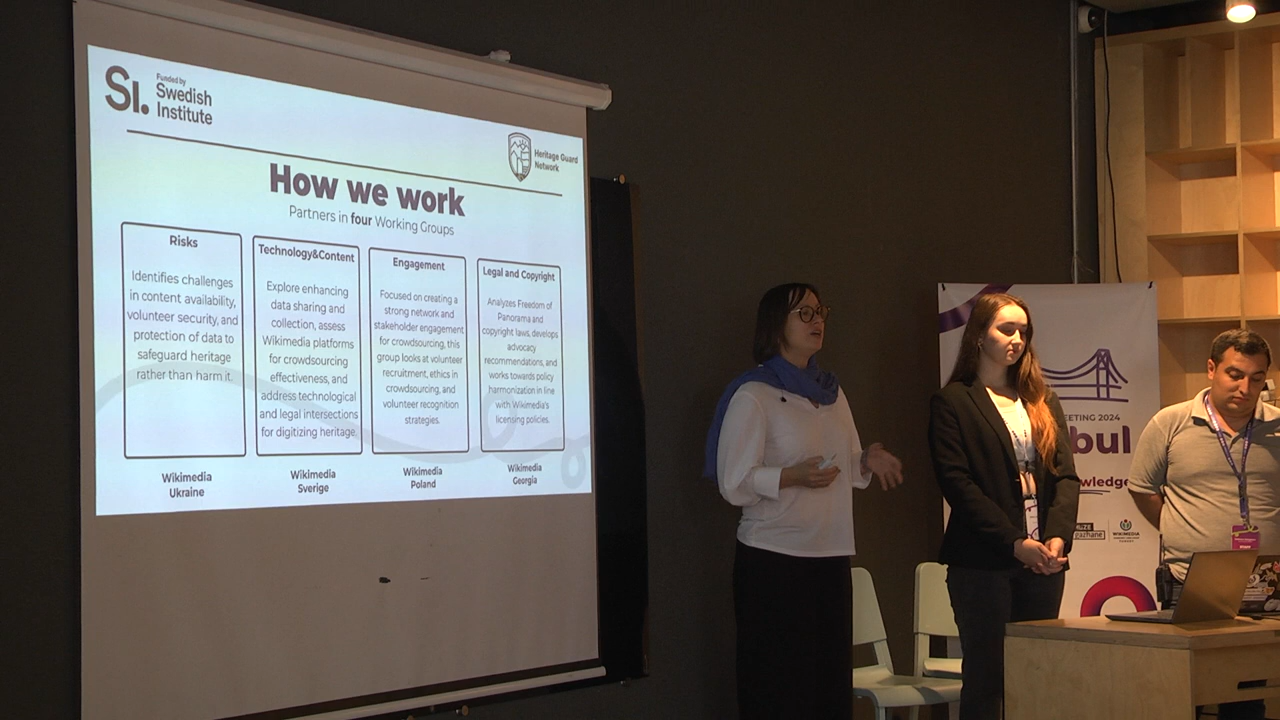 SI.
Funded by
Swedish
Institute
Heritage Guard
Network
How we work
Partners in four Working Groups
Risks
Identifies challenges
in content availability,
volunteer security, and
protection of data to
safeguard heritage
rather than harm it.
Wikimedia
Ukraine
Technology&Content
Explore enhancing
data sharing and
collection, assess
Wikimedia platforms
for crowdsourcing
effectiveness, and
address technological
and legal intersections
for digitizing heritage.
Wikimedia
Sverige
Engagement
Focused on creating a
strong network and
stakeholder engagement
for crowdsourcing, this
group looks at volunteer
recruitment, ethics in
crowdsourcing, and
volunteer recognition
strategies.
Wikimedia
Poland
Legal and Copyright
Analyzes Freedom of
Panorama and
copyright laws, develops
advocacy
recommendations, and
works towards policy
harmonization in line
with Wikimedia's
licensing policies.
Wikimedia
Georgia
EETING 2024
bul
wledge
gazhane
WIKIMEDIA